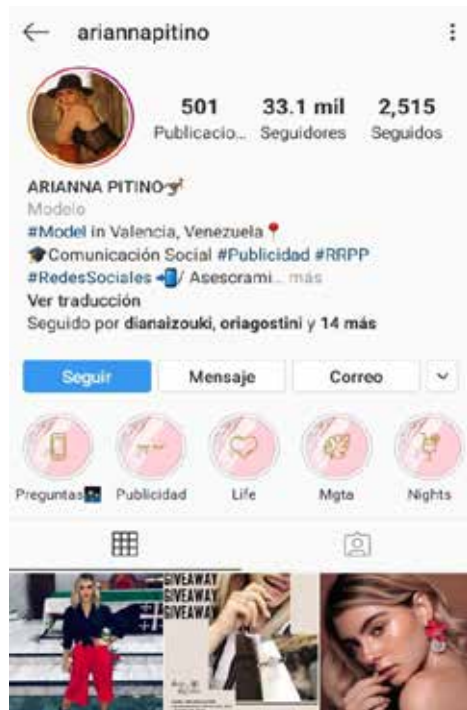 ariannapitino
501 33.1 mil 2,515
Publicacio... Seguidores Seguidos
ARIANNA PITINO
Modelo
#Model in Valencia, Venezuela
Comunicación Social #Publicidad #RRPP
#RedesSociales / Asesorami... más
Ver traducción
Seguido por dianaizouki, oriagostini y 14 más
Seguir Mensaje Correo
Preguntas Publicidad Life Mgta Nights
GIVEAWAY
GIVEAWAY
GIVEAWAY